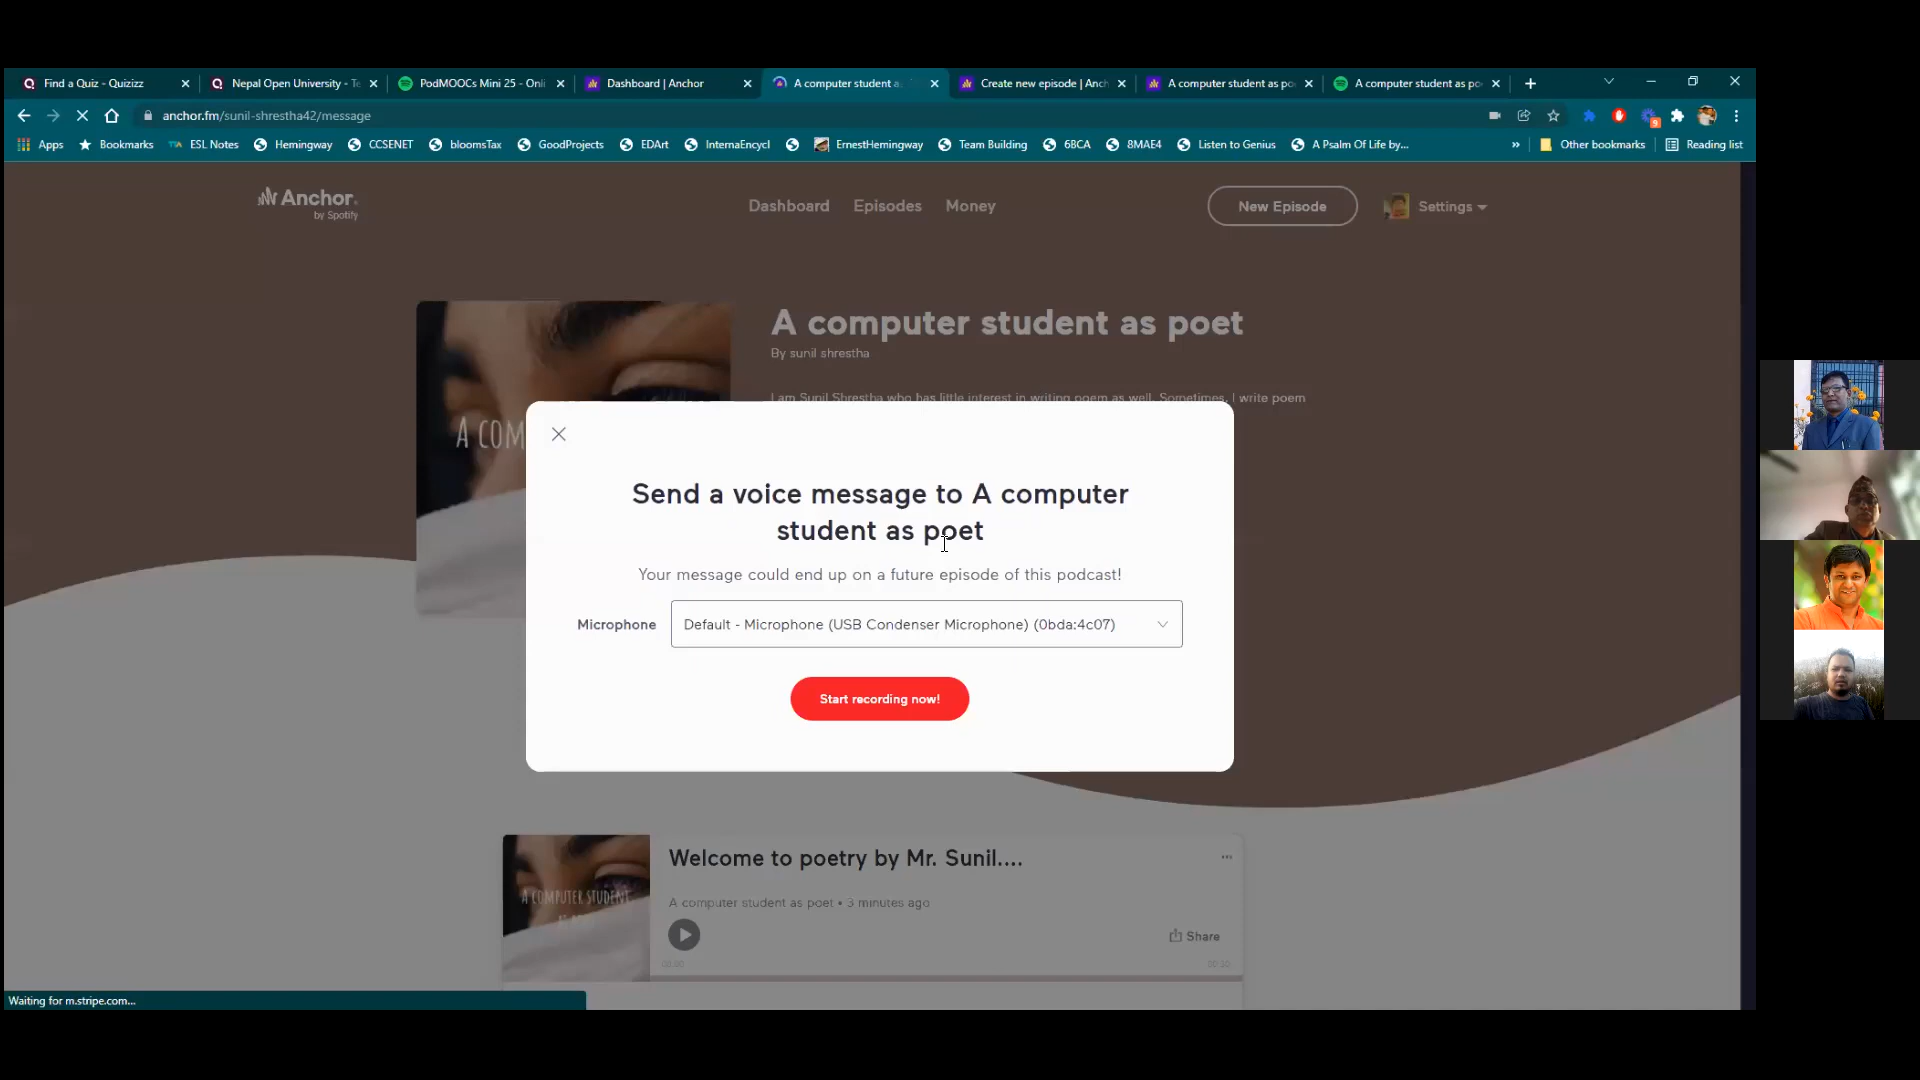 Find a Quiz - Quizizz
Nepal Open University - Te
PodMOOCs Mini 25 - Onli
Dashboard | Anchor
A computer student a
Create new episode | Anch
A computer student as po
A computer student as po
anchor.fm/sunil-shrestha42/message
9
Apps
Bookmarks
ESL Notes
Hemingway
CCSENET
bloomsTax
GoodProjects
EDArt
InternaEncycl
ErnestHemingway
Team Building
6BCA
8MAE4
Listen to Genius
A Psalm Of Life by...
Other bookmarks
Reading list
Anchor.
by Spotify
Dashboard
Episodes
Money
New Episode
Settings
A computer student as poet
By sunil shrestha
I am Sunil Shrestha who has little interest in writing poem as well. Sometimes, I write poem
A COM
Send a voice message to A computer
student as poet
Your message could end up on a future episode of this podcast!
Microphone
Default - Microphone (USB Condenser Microphone) (0bda:4c07)
Start recording now!
A COMPUTER STUDENT
Welcome to poetry by Mr. Sunil....
A computer student as poet • 3 minutes ago
Share
00:00
Waiting for m.stripe.com...